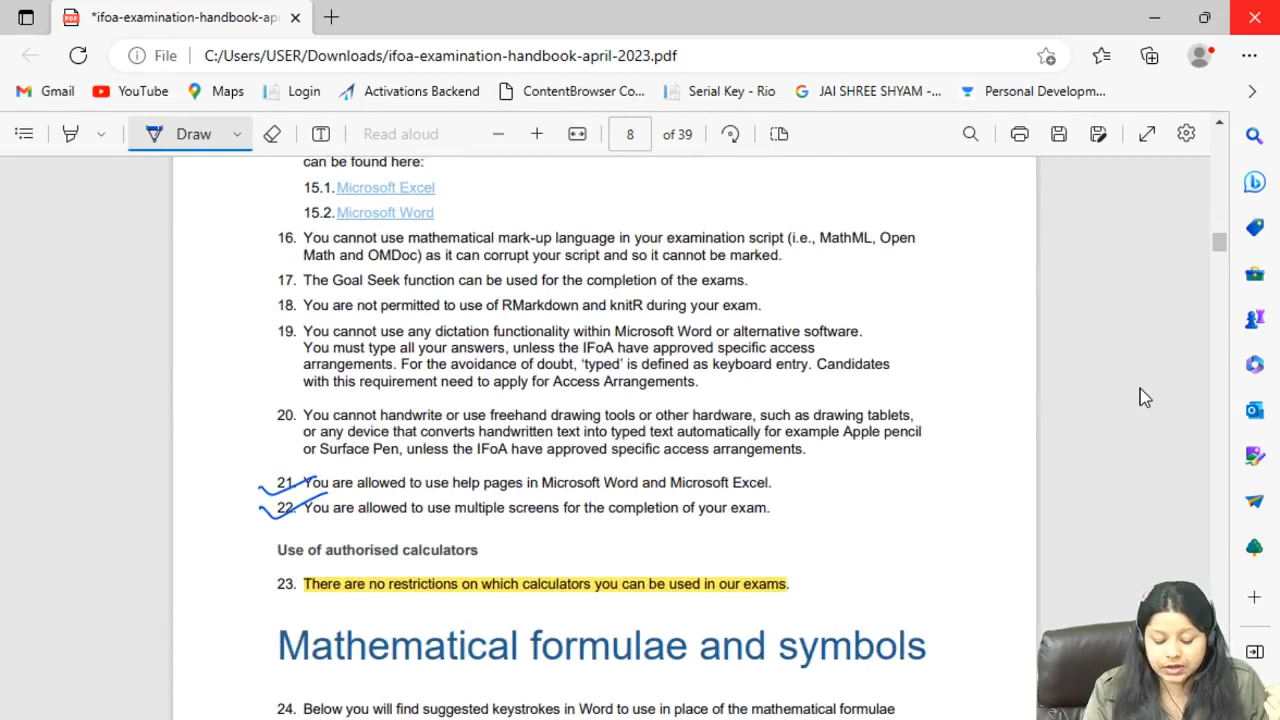 *ifoa-examination-handbook-ap
File
C:/Users/USER/Downloads/ifoa-examination-handbook-april-2023.pdf
Gmail YouTube Maps Login Activations Backend ContentBrowser Co... Serial Key - Rio JAI SHREE SHYAM -... Personal Developm...
Draw Read aloud 8 of 39
can be found here:
15.1. Microsoft Excel
15.2. Microsoft Word
16. You cannot use mathematical mark-up language in your examination script (i.e., MathML, Open
Math and OMDoc) as it can corrupt your script and so it cannot be marked.
17. The Goal Seek function can be used for the completion of the exams.
18. You are not permitted to use of RMarkdown and knitR during your exam.
19. You cannot use any dictation functionality within Microsoft Word or alternative software.
You must type all your answers, unless the IFoA have approved specific access
arrangements. For the avoidance of doubt, ‘typed’ is defined as keyboard entry. Candidates
with this requirement need to apply for Access Arrangements.
20. You cannot handwrite or use freehand drawing tools or other hardware, such as drawing tablets,
or any device that converts handwritten text into typed text automatically for example Apple pencil
or Surface Pen, unless the IFoA have approved specific access arrangements.
21. You are allowed to use help pages in Microsoft Word and Microsoft Excel.
22. You are allowed to use multiple screens for the completion of your exam.
Use of authorised calculators
23. There are no restrictions on which calculators you can be used in our exams.
Mathematical formulae and symbols
24. Below you will find suggested keystrokes in Word to use in place of the mathematical formulae